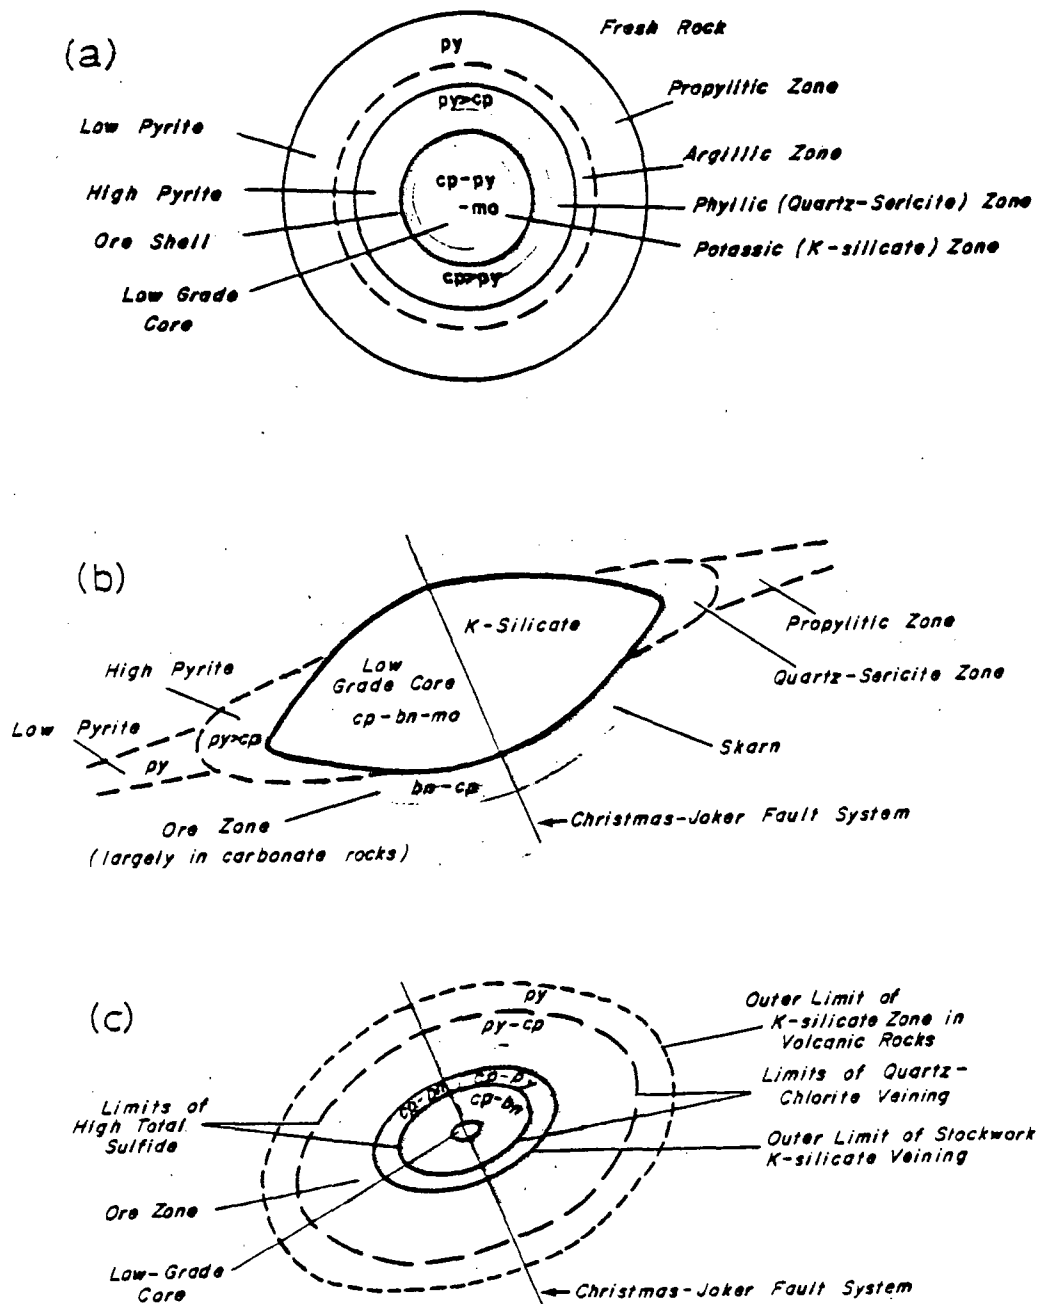 (a)
Fresh Rock
py
Propylitic Zone
py>cp
Low Pyrite
Argillic Zone
cp-py
-mo
High Pyrite
Phyllic (Quartz-Sericite) Zone
Ore Shell
Potassic (K-silicate) Zone
cp>py
Low Grade
Core
(b)
K-Silicate
Propylitic Zone
Low
Grade Core
cp-bn-mo
Quartz-Sericite Zone
High Pyrite
Low Pyrite
py>cp
py
Skarn
bn-cp
Ore Zone
(largely in carbonate rocks)
Christmas-Joker Fault System
(c)
py
Outer Limit of
K-silicate Zone in
Volcanic Rocks
py-cp
cp-py
cp-bn
Limits of Quartz-
Chlorite Veining
Limits of
High Total
Sulfide
Outer Limit of Stockwork
K-silicate Veining
Ore Zone
Low-Grade
Core
Christmas-Joker Fault System